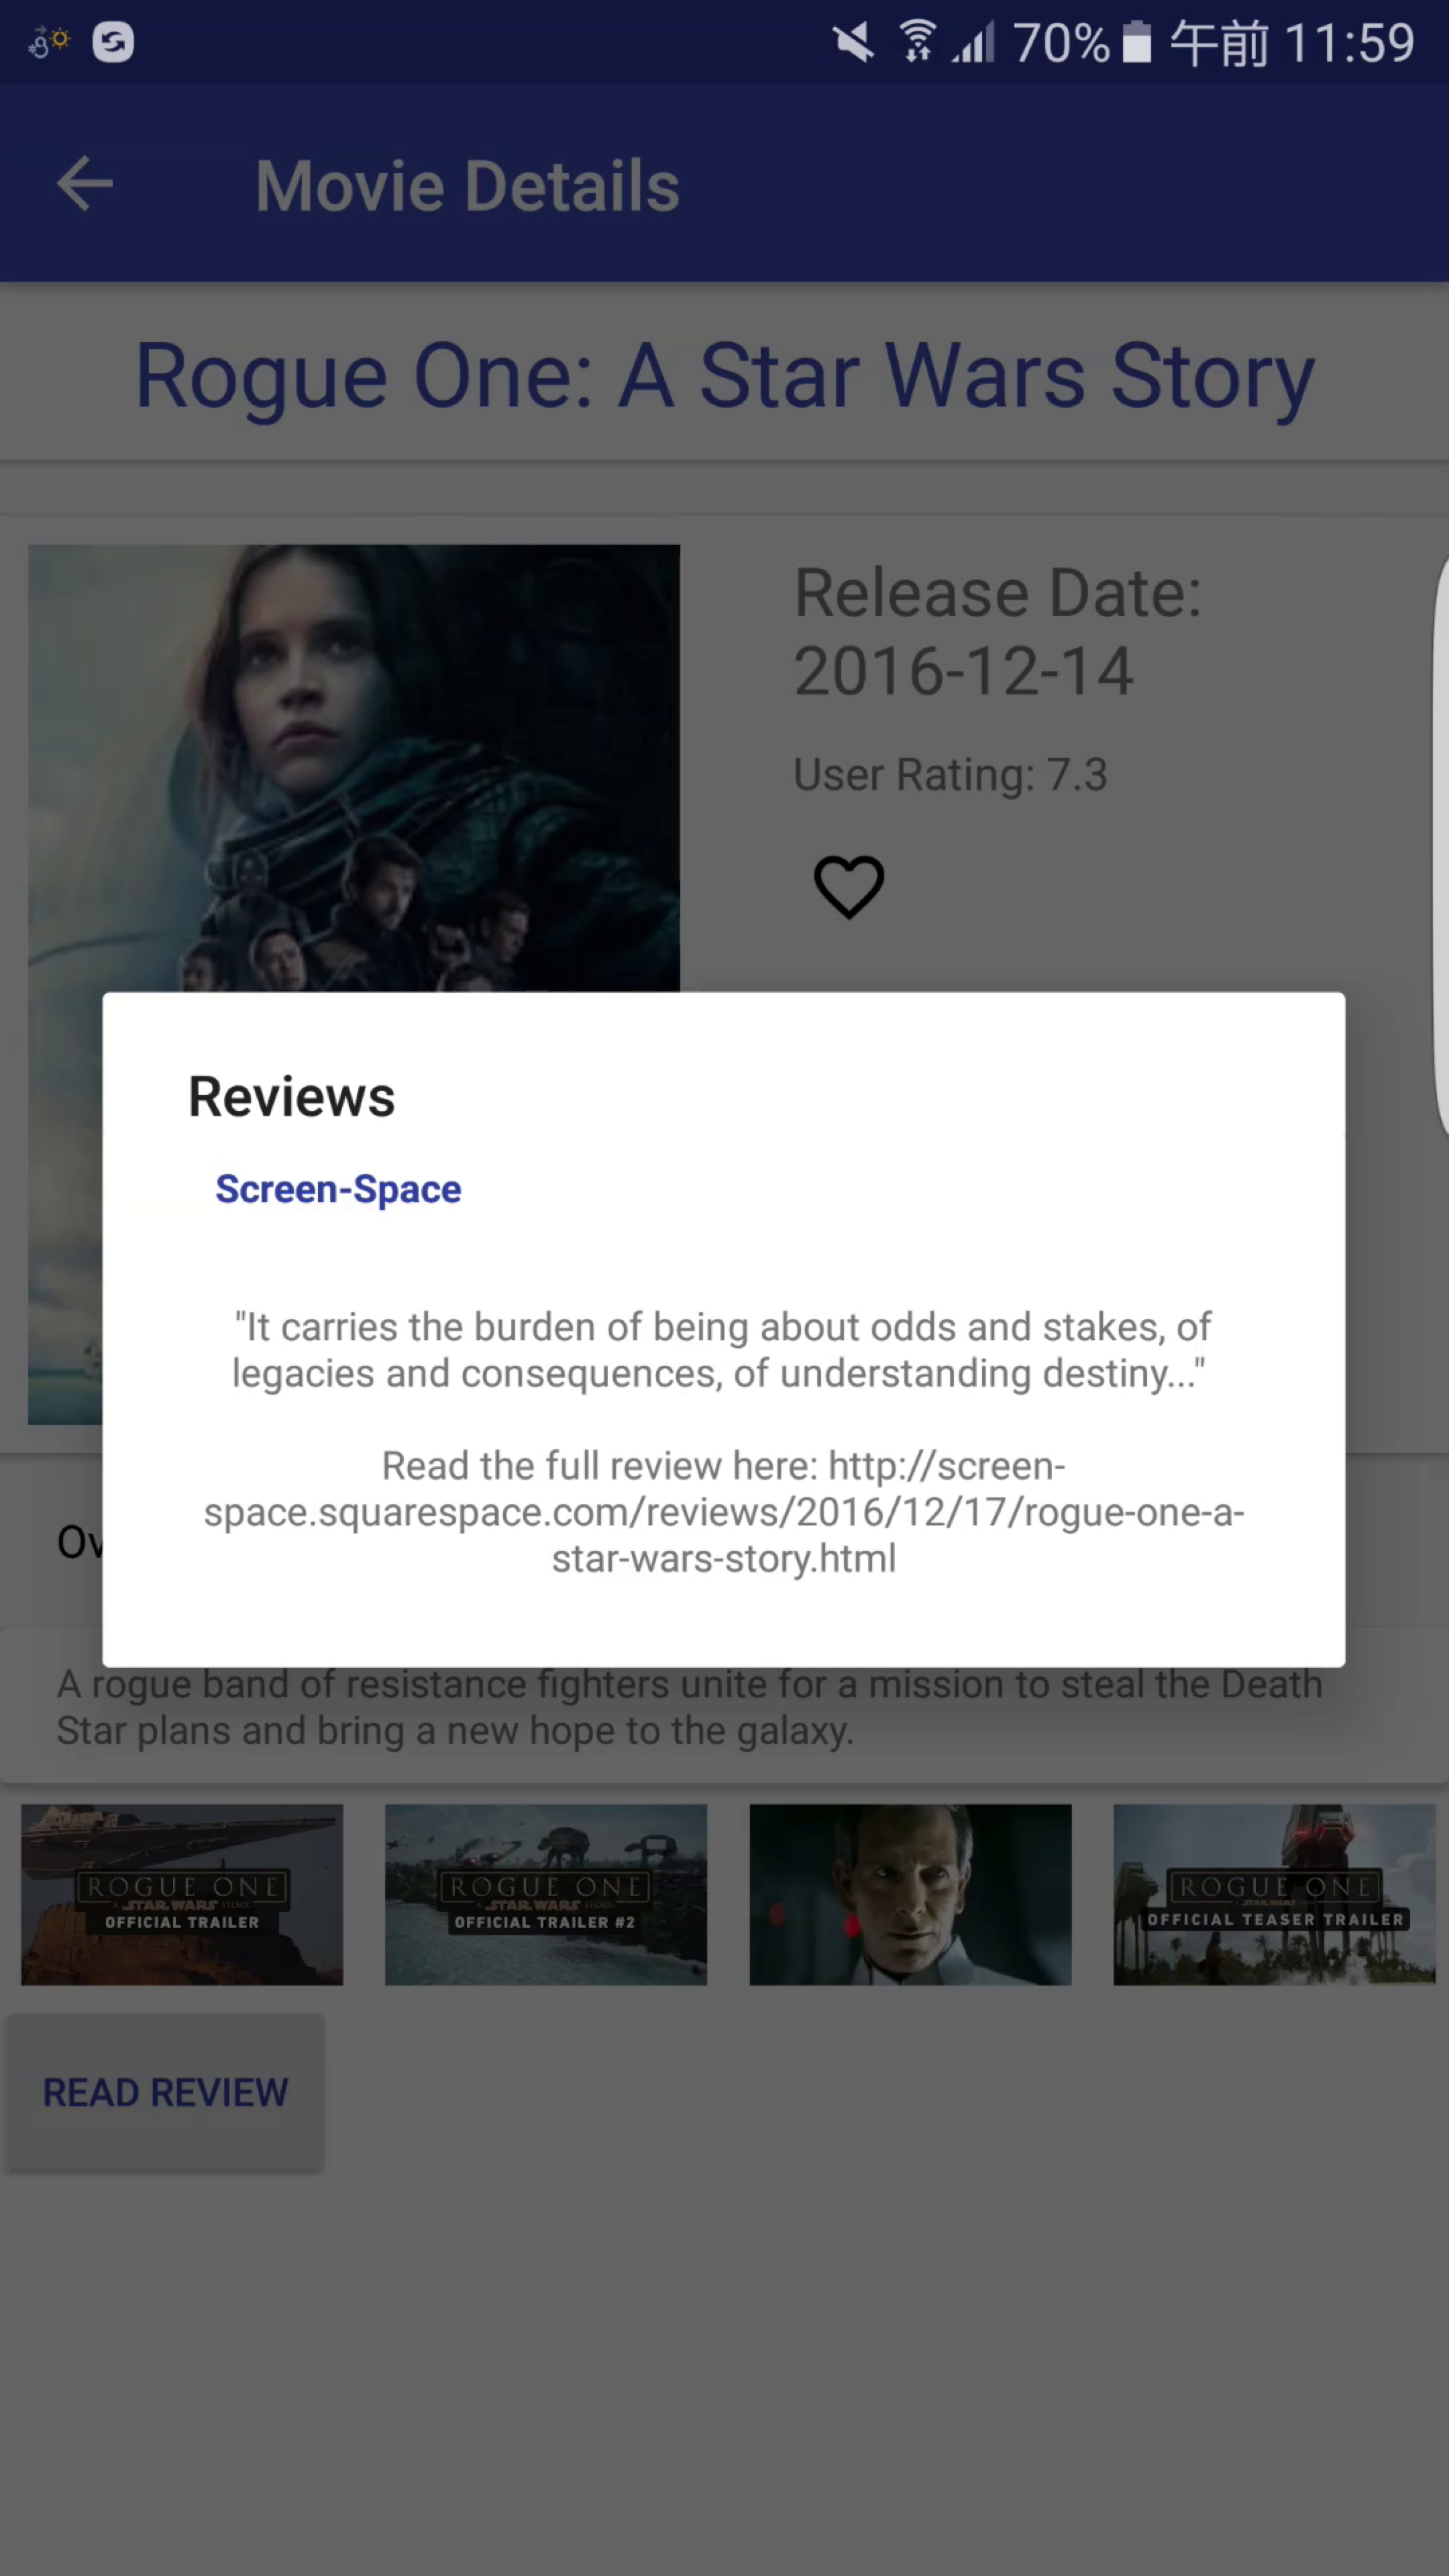 70% 午前 11:59
Movie Details
Rogue One: A Star Wars Story
Release Date:
2016-12-14
User Rating: 7.3
Reviews
Screen-Space
"It carries the burden of being about odds and stakes, of
legacies and consequences, of understanding destiny..."
Read the full review here: http://screen-
space.squarespace.com/reviews/2016/12/17/rogue-one-a-
star-wars-story.html
Ov
A rogue band of resistance fighters unite for a mission to steal the Death
Star plans and bring a new hope to the galaxy.
ROGUE ONE
A STAR WARS STORY
OFFICIAL TRAILER
ROGUE ONE
A STAR WARS STORY
OFFICIAL TRAILER #2
ROGUE ONE
A STAR WARS STORY
OFFICIAL TEASER TRAILER
READ REVIEW